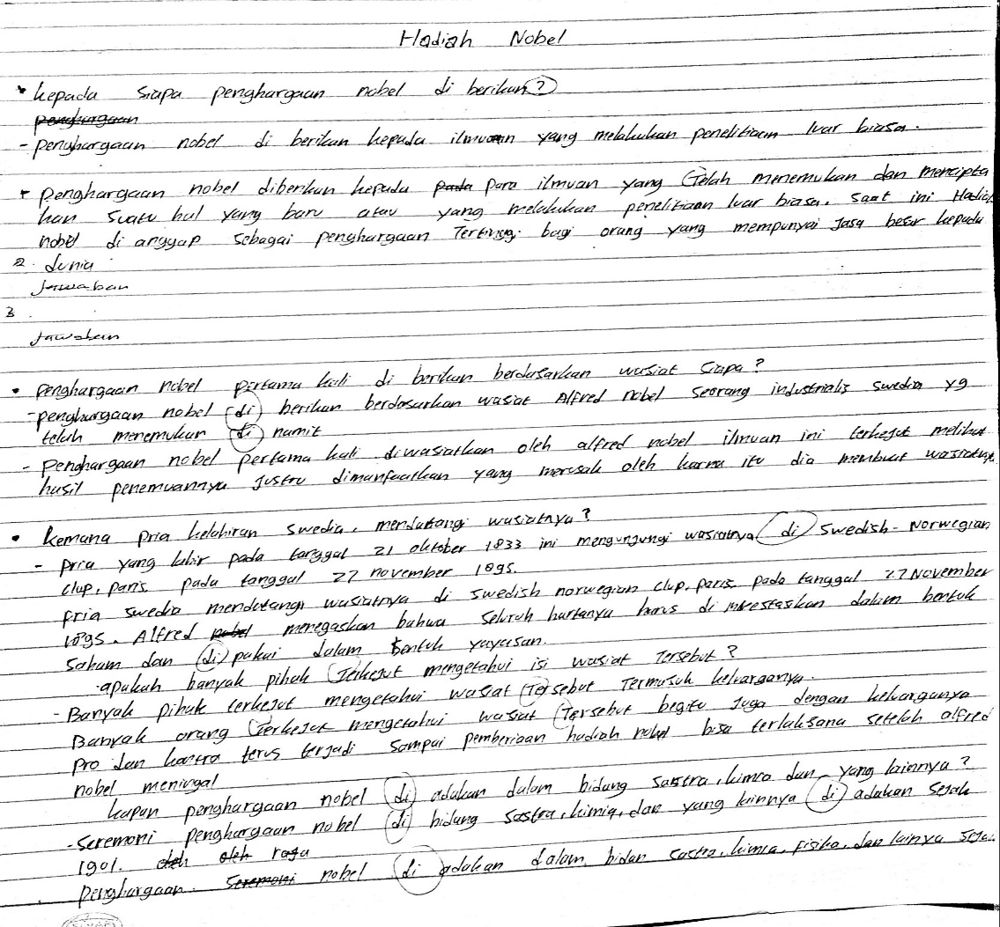 Hadiah Nobel
• kepada siapa penghargaan nobel di berikan?
penghargaan
- penghargaan nobel di berikan kepada ilmuan yang melakukan penelitiaan luar biasa.
+ penghargaan nobel diberikan kepada pada para ilmuan yang Telah menemukan dan mencipta
kan suatu hal yang baru atau yang melakukan penelitiaan luar biasa. saat ini Hadiah
nobel di anggap sebagai penghargaan Tertinggi bagi orang yang mempunyai Jasa besar kepada
2. dunia
Jawaban
3.
Jawaban
• penghargaan nobel pertama kali di berikan berdasarkan wasiat siapa?
- penghargaan nobel di berikan berdasarkan wasiat Alfred nobel seorang industrialis swedia yg
telah menemukan di namit
- penghargaan nobel pertama kali diwasiatkan oleh alfred nobel ilmuan ini terkejut melihat
hasil penemuannya justru dimanfaatkan yang merusak oleh karna itu dia membuat wasiatnya
• kemana pria kelahiran swedia, mendatangi wasiatnya?
- pria yang lahir pada tanggal 21 oktober 1833 ini mengunjungi wasiatnya di swedish - Norwegian
clup, paris. pada tanggal 27 november 1895.
pria swedia mendatangi wasiatnya di swedish norwegian clup, paris. pada tanggal 27 November
1895. Alfred nobel menegaskan bahwa seluruh hartanya harus di investasikan dalam bentuk
saham dan di pakai dalam bentuk yayasan.
. apakah banyak pihak Terkejut mengetahui isi wasiat Tersebut?
- Banyak pihak terkejut mengetahui wasiat Tersebut Termasuk keluarganya.
Banyak orang Terkejut mengetahui wasiat Tersebut begitu Juga dengan keluarganya
pro dan kontra terus terjadi sampai pemberiaan hadiah nobel bisa terlaksana setelah alfred
nobel meningal
kapan penghargaan nobel di adakan dalam bidang sastra, kimia dan yang lainnya?
- seremoni penghargaan nobel di bidang sastra, kimia, dan yang lainnya di adakan sejak
1901. oleh oleh raja
penghargaan seremoni nobel di adakan dalam bidan sastra, kimia, fisika, dan lainya sejak